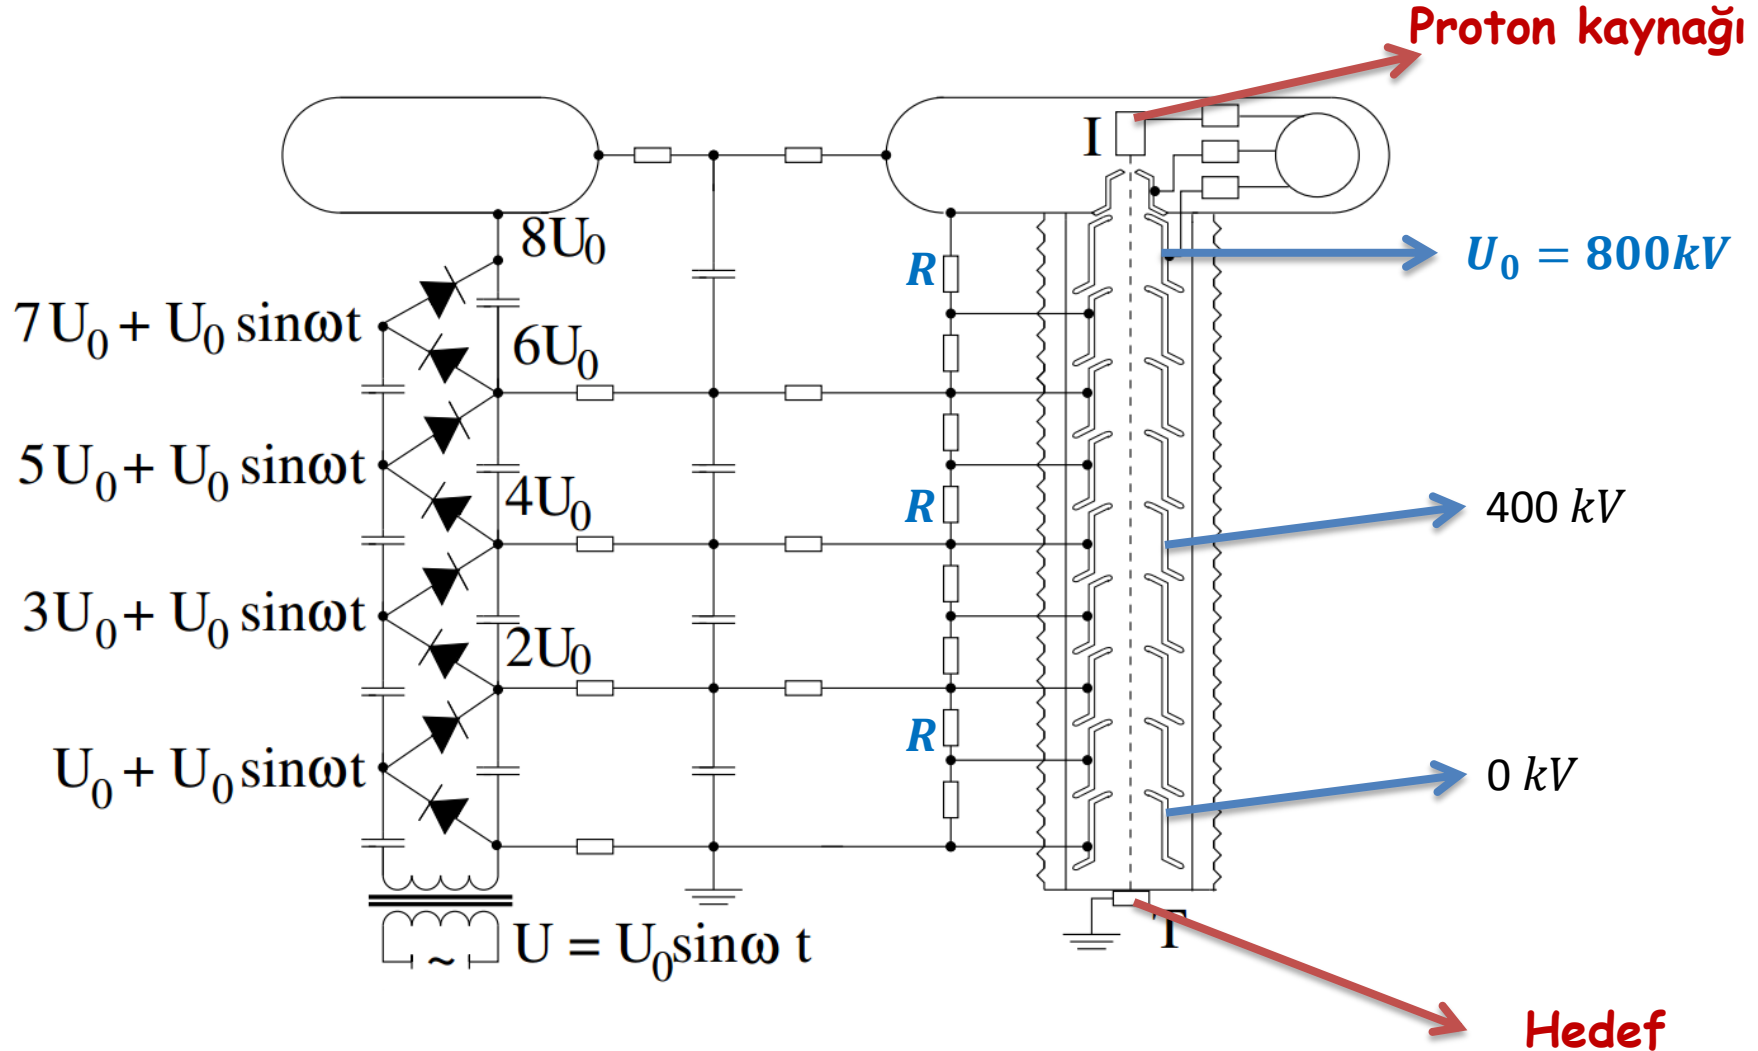 Proton kaynağı
I
8U₀
R
U₀ = 800kV
7U₀ + U₀ sinωt
6U₀
5U₀ + U₀ sinωt
4U₀
R
400 kV
3U₀ + U₀ sinωt
2U₀
R
U₀ + U₀ sinωt
0 kV
~
U = U₀sinω t
T
Hedef